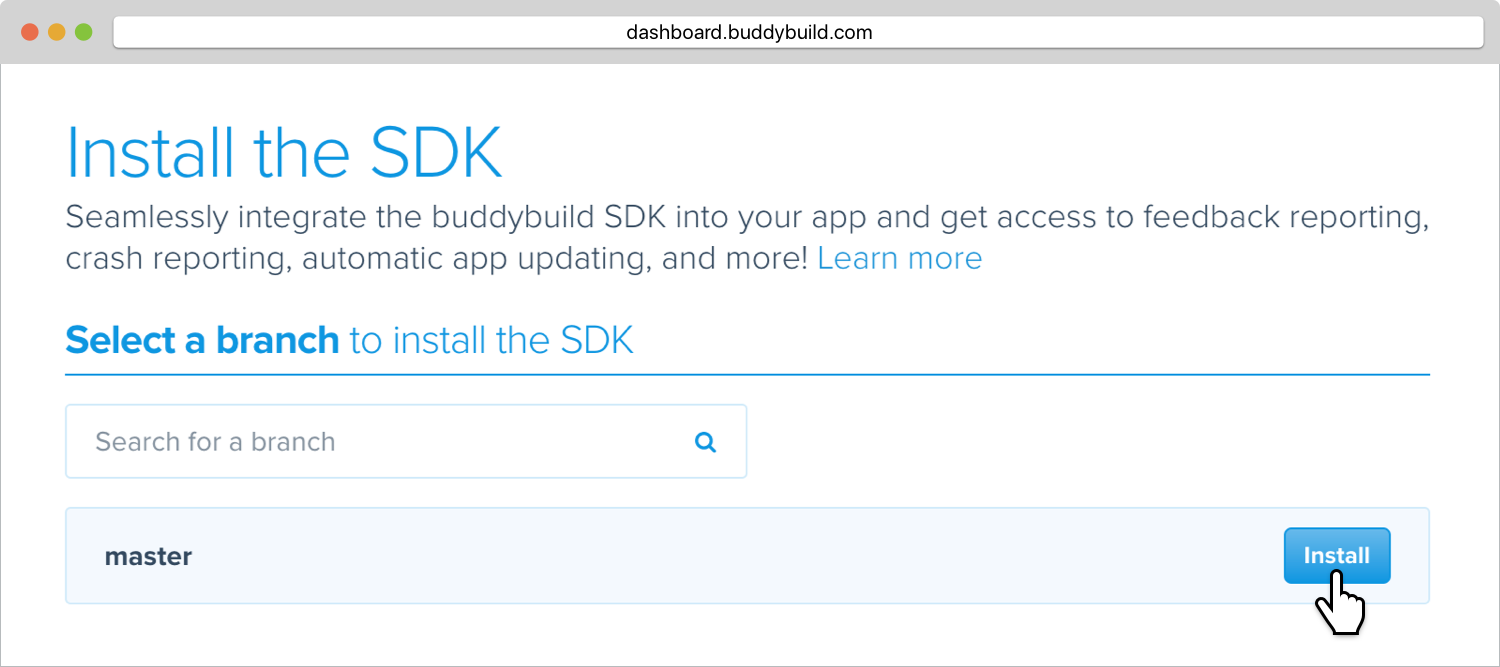 dashboard.buddybuild.com
Install the SDK
Seamlessly integrate the buddybuild SDK into your app and get access to feedback reporting,
crash reporting, automatic app updating, and more! Learn more
Select a branch to install the SDK
Search for a branch
master
Install